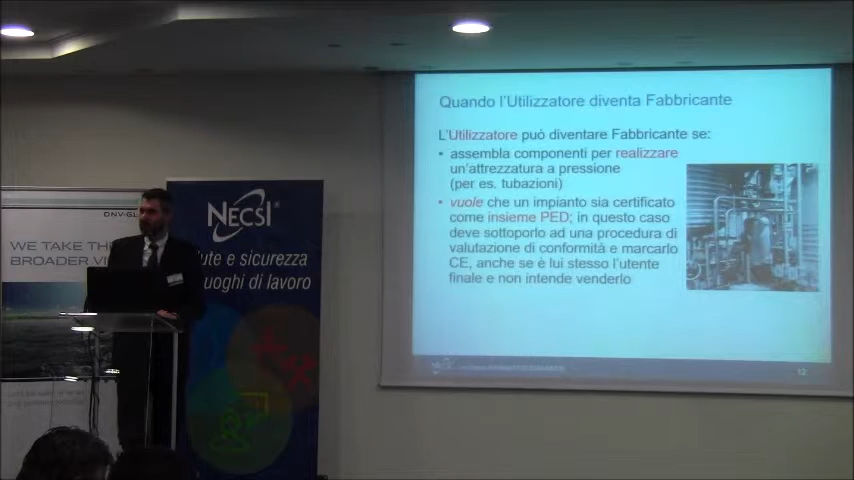 Quando l'Utilizzatore diventa Fabbricante
L'Utilizzatore può diventare Fabbricante se:
• assembla componenti per realizzare
un'attrezzatura a pressione
(per es. tubazioni)
• vuole che un impianto sia certificato
come insieme PED; in questo caso
deve sottoporlo ad una procedura di
valutazione di conformità e marcarlo
CE, anche se è lui stesso l'utente
finale e non intende venderlo
12
DNV·GL
WE TAKE THE
BROADER VI
NECSI®
lute e sicurezza
uoghi di lavoro